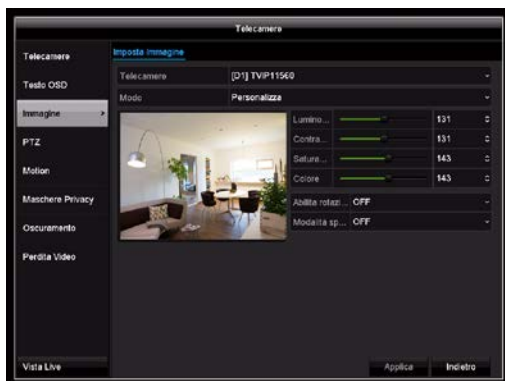 Telecamere
Telecamere
Testo OSD
Immagine
PTZ
Motion
Maschere Privacy
Oscuramento
Perdita Video
Vista Live
Imposta Immagine
Telecamere [D1] TVIP11560
Modo Personalizza
Lumino... 131
Contra... 131
Satura... 143
Colore 143
Abilita rotazi... OFF
Modalità sp... OFF
Applica Indietro